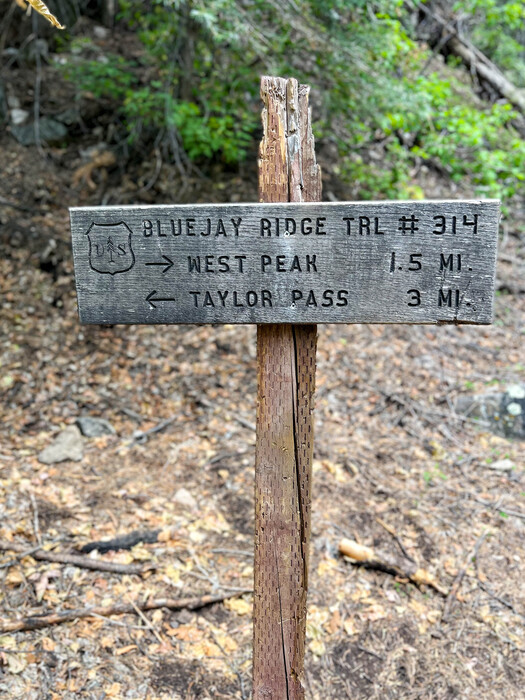 BLUEJAY RIDGE TRL # 314
U S
→ WEST PEAK 1.5 MI.
← TAYLOR PASS 3 MI.